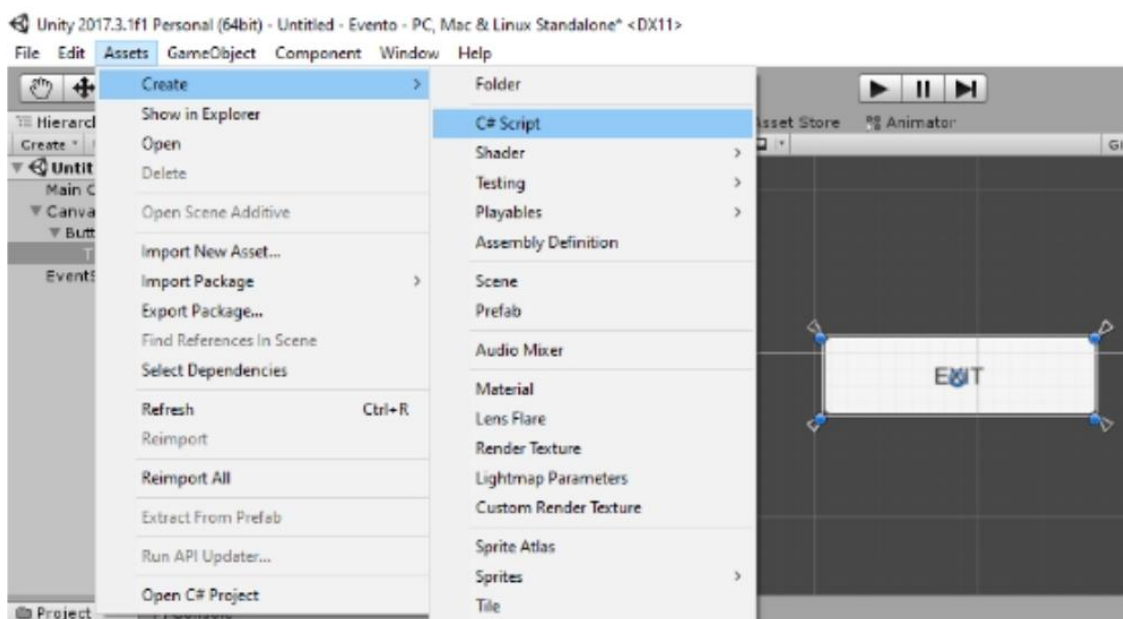 Unity 2017.3.1f1 Personal (64bit) - Untitled - Evento - PC, Mac & Linux Standalone* <DX11>
File Edit Assets GameObject Component Window Help
Hierarcl
Asset Store Animator
Create
Untit
Main C
Canva
Butt
T
EventS
Create
Show in Explorer
Open
Delete
Open Scene Additive
Import New Asset...
Import Package
Export Package...
Find References In Scene
Select Dependencies
Refresh Ctrl+R
Reimport
Reimport All
Extract From Prefab
Run API Updater...
Open C# Project
Folder
C# Script
Shader
Testing
Playables
Assembly Definition
Scene
Prefab
Audio Mixer
Material
Lens Flare
Render Texture
Lightmap Parameters
Custom Render Texture
Sprite Atlas
Sprites
Tile
EXIT
Project